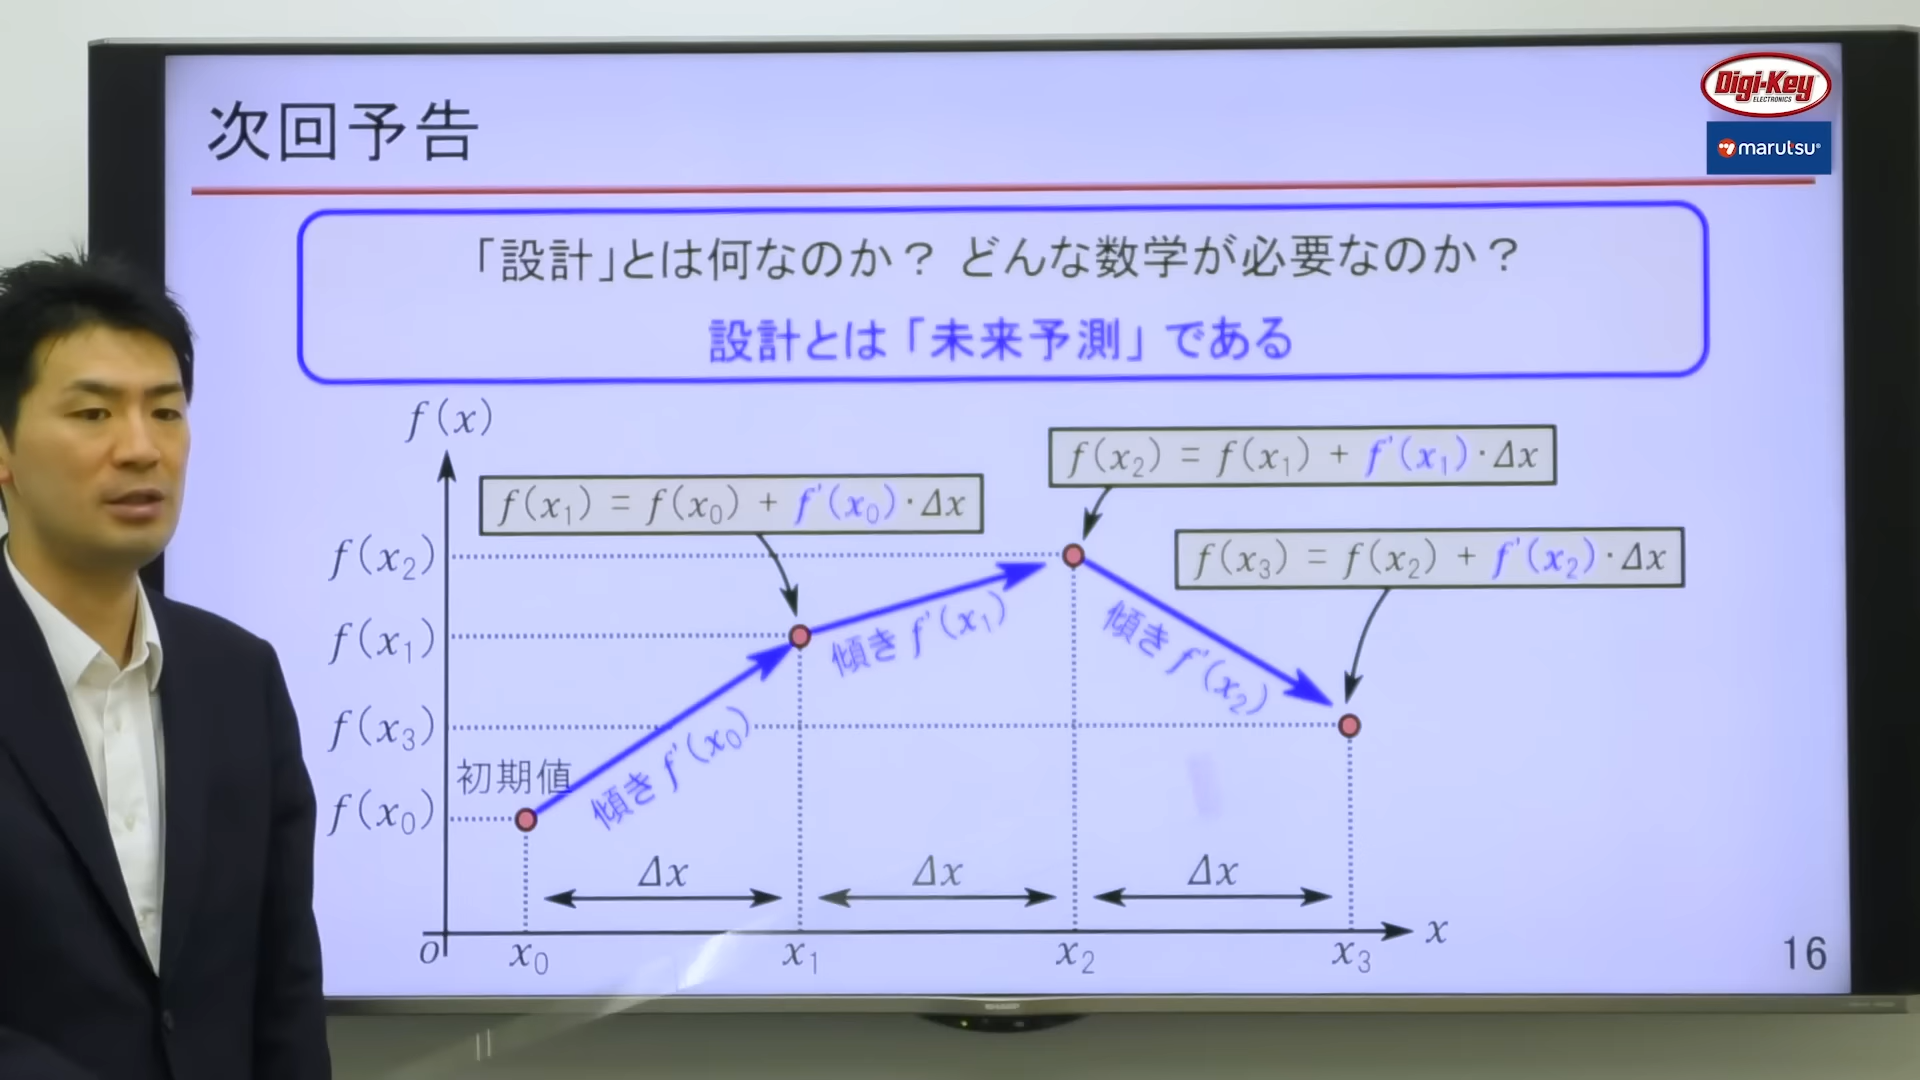 次回予告
Digi-Key
ELECTRONICS
marutsu
「設計」とは何なのか？ どんな数学が必要なのか？
設計とは「未来予測」である
f(x)
f(x₂) = f(x₁) + f'(x₁)・Δx
f(x₁) = f(x₀) + f'(x₀)・Δx
f(x₃) = f(x₂) + f'(x₂)・Δx
f(x₂)
f(x₁)
f(x₃)
f(x₀)
初期値
傾き f'(x₀)
傾き f'(x₁)
傾き f'(x₂)
Δx
Δx
Δx
O
x₀
x₁
x₂
x₃
x
16